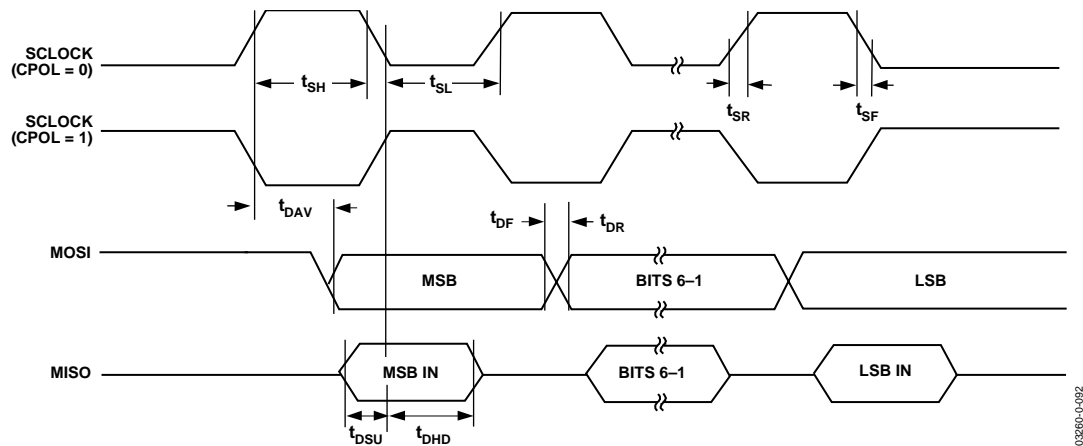 SCLOCK
(CPOL = 0)
tSH
tSL
tSR
tSF
SCLOCK
(CPOL = 1)
tDAV
tDF
tDR
MOSI
MSB
BITS 6–1
LSB
MISO
MSB IN
BITS 6–1
LSB IN
tDSU
tDHD
03260-0-092